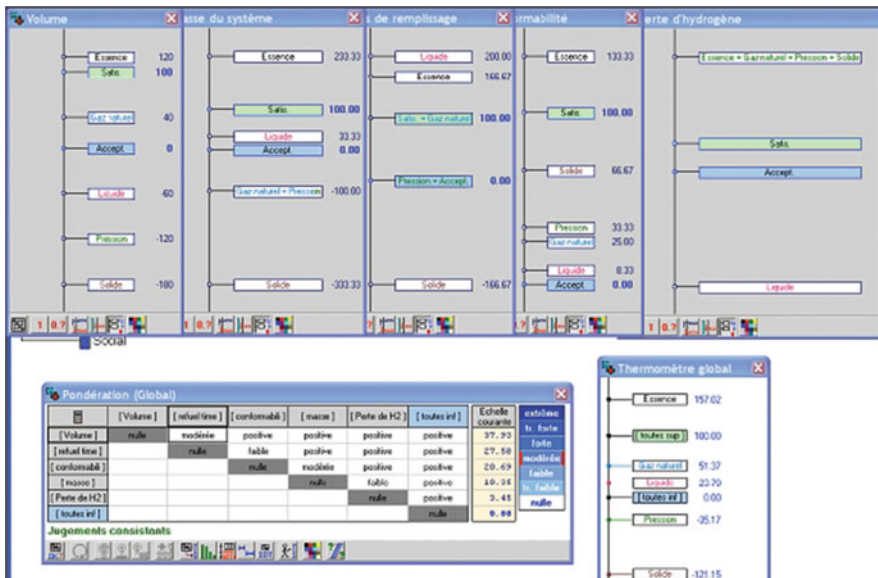 Volume
Essence 120
Satis. 100
Gaz naturel 40
Accept. 0
Liquide -60
Pression -120
Solide -180
asse du système
Essence 233.33
Satis. 100.00
Liquide 33.33
Accept. 0.00
Gaz naturel = Pression -100.00
Solide -333.33
s de remplissage
Liquide 200.00
Essence 166.67
Satis. = Gaz naturel 100.00
Pression = Accept. 0.00
Solide -166.67
rmabilité
Essence 133.33
Satis. 100.00
Solide 66.67
Pression 33.33
Gaz naturel 25.00
Liquide 8.33
Accept. 0.00
erte d'hydrogène
Essence = Gaz naturel = Pression = Solide
Satis.
Accept.
Liquide
Social
Pondération (Global)
[ Volume ] [ refuel time ] [ conformabili ] [ masse ] [ Perte de H2 ] [ toutes inf ] Echelle courante
[ Volume ] nulle modérée positive positive positive positive 37.93
[ refuel time ] nulle faible positive positive positive 27.58
[ conformabili ] nulle modérée positive positive 20.69
[ masse ] nulle faible positive 10.35
[ Perte de H2 ] nulle positive 3.45
[ toutes inf ] nulle 0.00
extrême
tr. forte
forte
modérée
faible
tr. faible
nulle
Jugements consistants
Thermomètre global
Essence 157.02
[ toutes sup ] 100.00
Gaz naturel 51.37
Liquide 23.70
[ toutes inf ] 0.00
Pression -35.17
Solide -121.15